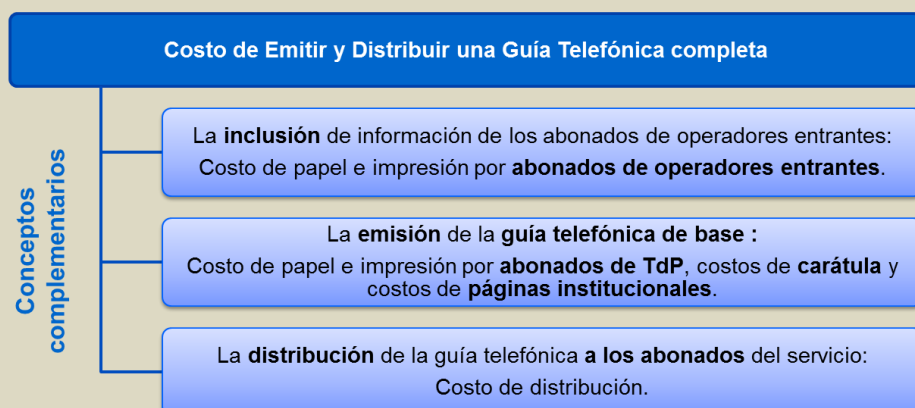 Costo de Emitir y Distribuir una Guía Telefónica completa
Conceptos
complementarios
La inclusión de información de los abonados de operadores entrantes:
Costo de papel e impresión por abonados de operadores entrantes.
La emisión de la guía telefónica de base :
Costo de papel e impresión por abonados de TdP, costos de carátula y
costos de páginas institucionales.
La distribución de la guía telefónica a los abonados del servicio:
Costo de distribución.